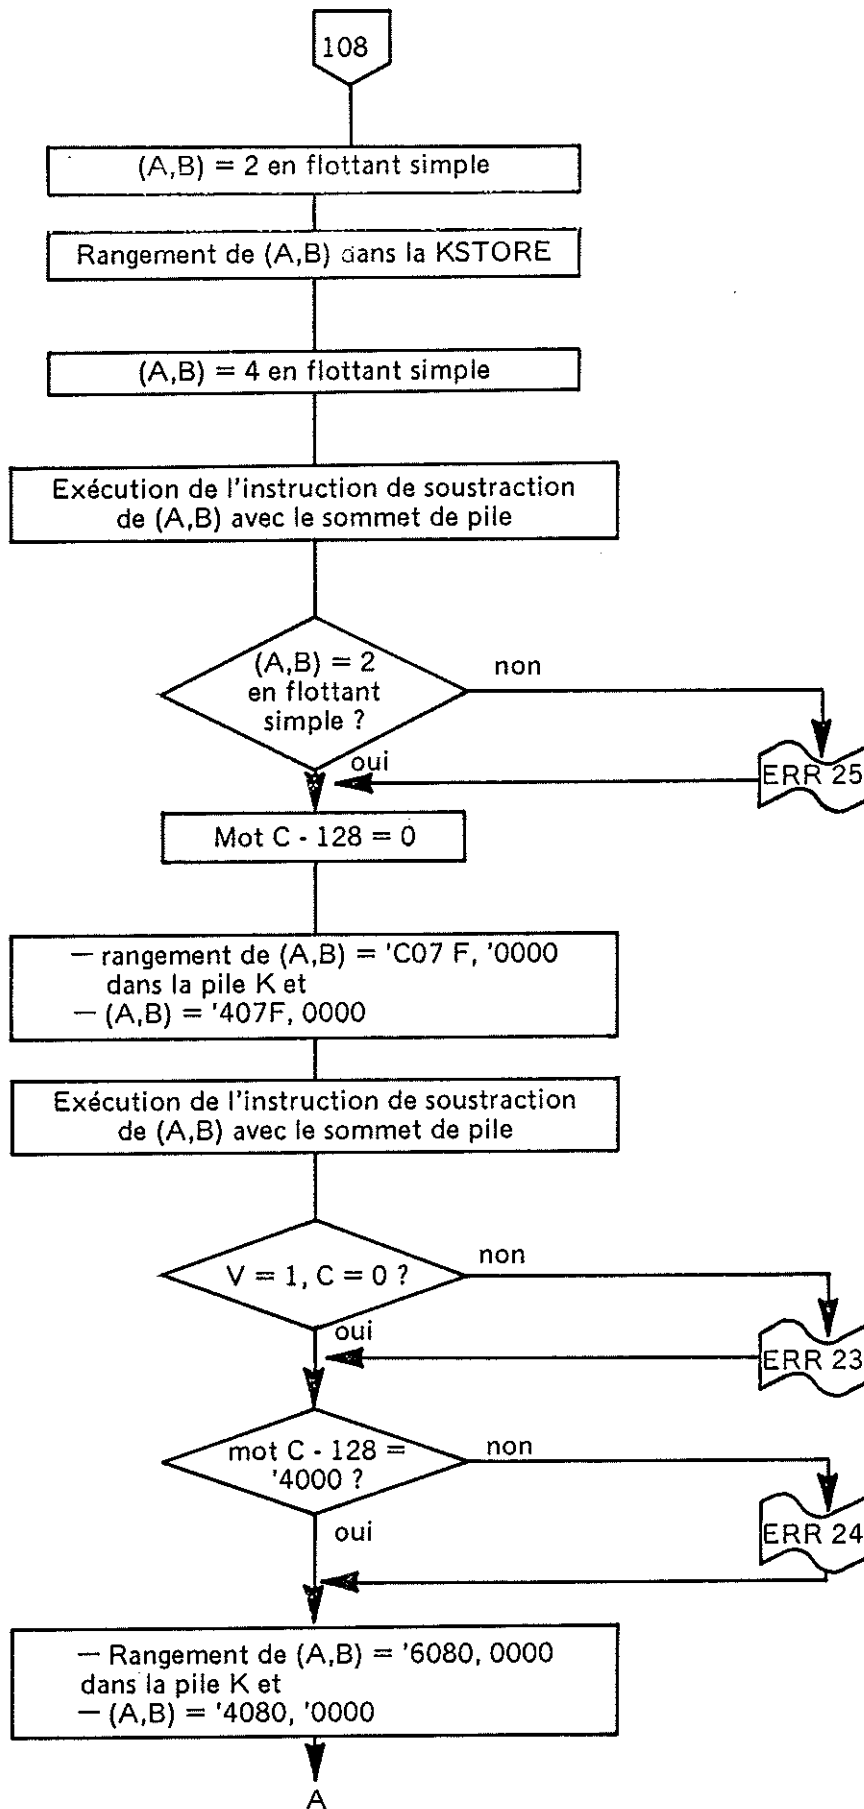 108
(A,B) = 2 en flottant simple
Rangement de (A,B) dans la KSTORE
(A,B) = 4 en flottant simple
Exécution de l'instruction de soustraction
de (A,B) avec le sommet de pile
(A,B) = 2
en flottant
simple ?
non
oui
ERR 25
Mot C - 128 = 0
— rangement de (A,B) = 'C07 F, '0000
dans la pile K et
— (A,B) = '407F, 0000
Exécution de l'instruction de soustraction
de (A,B) avec le sommet de pile
V = 1, C = 0 ?
non
oui
ERR 23
mot C - 128 =
'4000 ?
non
oui
ERR 24
— Rangement de (A,B) = '6080, 0000
dans la pile K et
— (A,B) = '4080, '0000
A